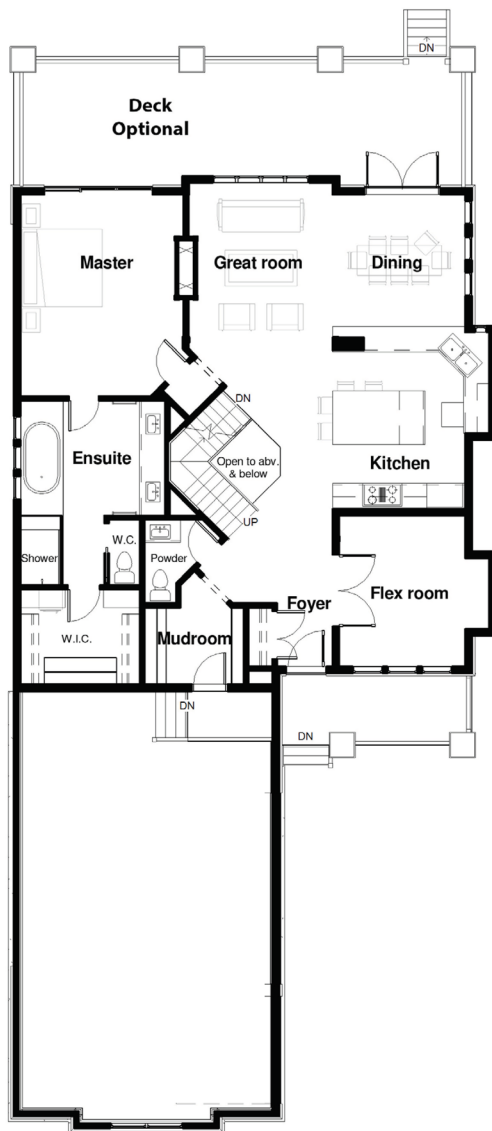 DN
Deck
Optional
Master
Great room
Dining
DN
Ensuite
Open to abv.
& below
Kitchen
UP
W.C.
Shower
Powder
Foyer
Flex room
W.I.C.
Mudroom
DN
DN